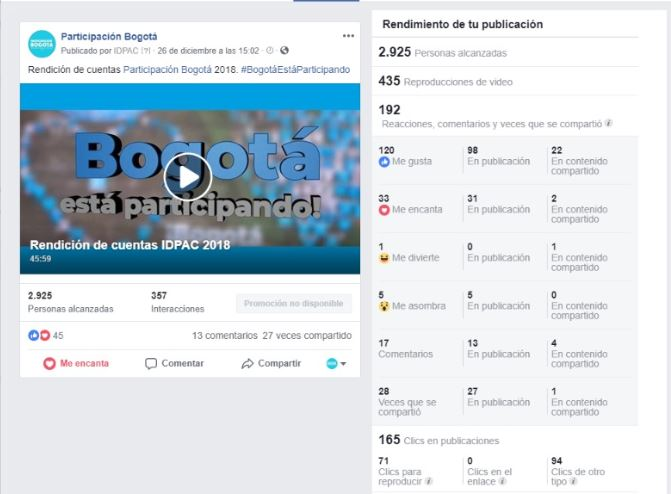 Participación Bogotá
Publicado por IDPAC [?] · 26 de diciembre a las 15:02 ·
Rendición de cuentas Participación Bogotá 2018. #BogotáEstáParticipando
Bogotá
está participando!
Rendición de cuentas IDPAC 2018
45:59
2.925 357
Personas alcanzadas Interacciones Promoción no disponible
45 13 comentarios 27 veces compartido
Me encanta Comentar Compartir
Rendimiento de tu publicación
2.925 Personas alcanzadas
435 Reproducciones de video
192
Reacciones, comentarios y veces que se compartió
120 98 22
Me gusta En publicación En contenido
compartido
33 31 2
Me encanta En publicación En contenido
compartido
1 0 1
Me divierte En publicación En contenido
compartido
5 5 0
Me asombra En publicación En contenido
compartido
17 13 4
Comentarios En publicación En contenido
compartido
28 27 1
Veces que se En publicación En contenido
compartió compartido
165 Clics en publicaciones
71 0 94
Clics para Clics en el Clics de otro
reproducir enlace tipo